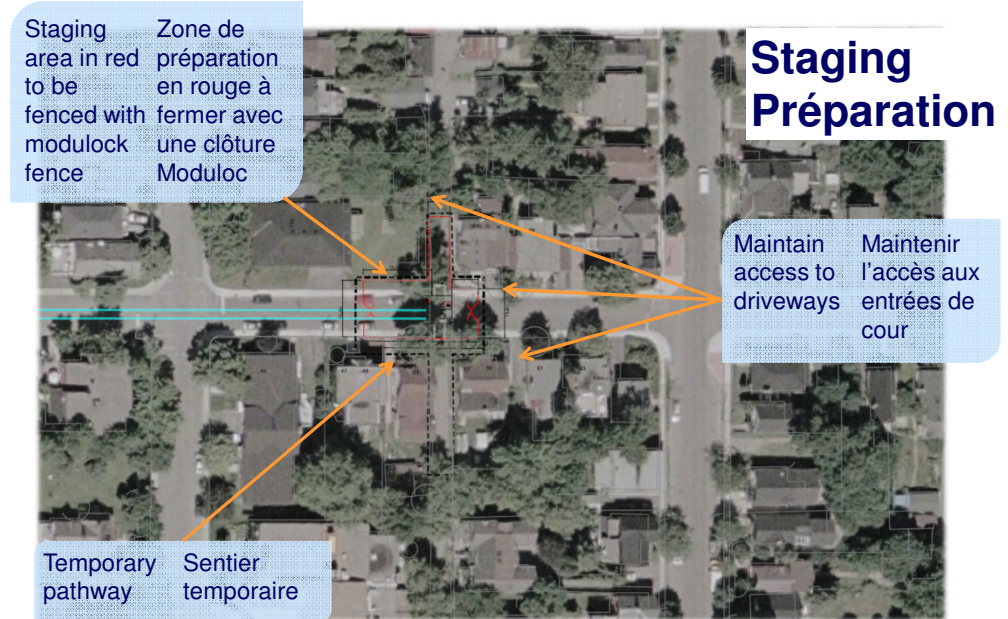 Staging
Préparation
Staging
area in red
to be
fenced with
modulock
fence
Zone de
préparation
en rouge à
fermer avec
une clôture
Moduloc
Maintain
access to
driveways
Maintenir
l'accès aux
entrées de
cour
Temporary
pathway
Sentier
temporaire